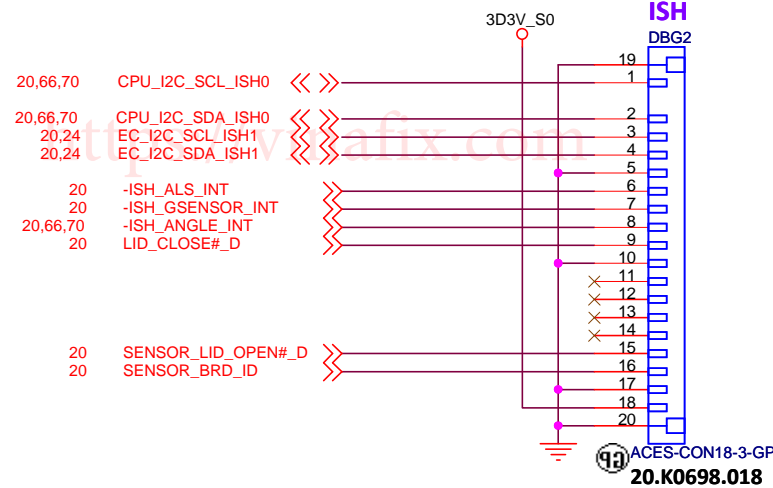 ISH
3D3V_S0
DBG2
19
20,66,70 CPU_I2C_SCL_ISH0 1
20,66,70 CPU_I2C_SDA_ISH0 2
20,24 EC_I2C_SCL_ISH1 3
20,24 EC_I2C_SDA_ISH1 4
5
20 -ISH_ALS_INT 6
20 -ISH_GSENSOR_INT 7
20,66,70 -ISH_ANGLE_INT 8
20 LID_CLOSE#_D 9
10
11
12
13
14
20 SENSOR_LID_OPEN#_D 15
20 SENSOR_BRD_ID 16
17
18
20
ACES-CON18-3-GP
20.K0698.018